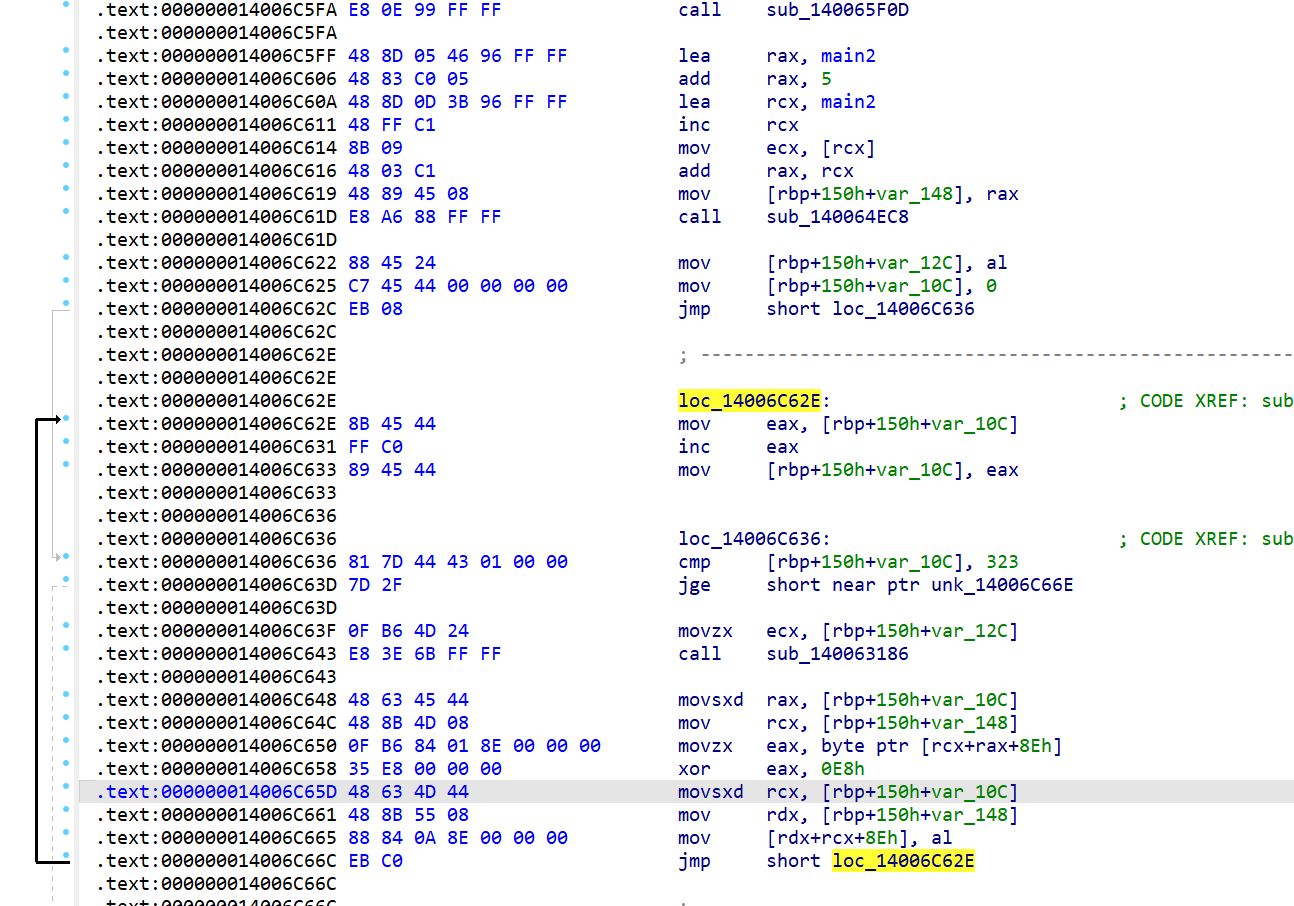 .text:000000014006C5FA E8 0E 99 FF FF call sub_140065F0D
.text:000000014006C5FA
.text:000000014006C5FF 48 8D 05 46 96 FF FF lea rax, main2
.text:000000014006C606 48 83 C0 05 add rax, 5
.text:000000014006C60A 48 8D 0D 3B 96 FF FF lea rcx, main2
.text:000000014006C611 48 FF C1 inc rcx
.text:000000014006C614 8B 09 mov ecx, [rcx]
.text:000000014006C616 48 03 C1 add rax, rcx
.text:000000014006C619 48 89 45 08 mov [rbp+150h+var_148], rax
.text:000000014006C61D E8 A6 88 FF FF call sub_140064EC8
.text:000000014006C61D
.text:000000014006C622 88 45 24 mov [rbp+150h+var_12C], al
.text:000000014006C625 C7 45 44 00 00 00 00 mov [rbp+150h+var_10C], 0
.text:000000014006C62C EB 08 jmp short loc_14006C636
.text:000000014006C62C
.text:000000014006C62E ; -------------------------------------------------------
.text:000000014006C62E
.text:000000014006C62E loc_14006C62E: ; CODE XREF: sub
.text:000000014006C62E 8B 45 44 mov eax, [rbp+150h+var_10C]
.text:000000014006C631 FF C0 inc eax
.text:000000014006C633 89 45 44 mov [rbp+150h+var_10C], eax
.text:000000014006C633
.text:000000014006C636
.text:000000014006C636 loc_14006C636: ; CODE XREF: sub
.text:000000014006C636 81 7D 44 43 01 00 00 cmp [rbp+150h+var_10C], 323
.text:000000014006C63D 7D 2F jge short near ptr unk_14006C66E
.text:000000014006C63D
.text:000000014006C63F 0F B6 4D 24 movzx ecx, [rbp+150h+var_12C]
.text:000000014006C643 E8 3E 6B FF FF call sub_140063186
.text:000000014006C643
.text:000000014006C648 48 63 45 44 movsxd rax, [rbp+150h+var_10C]
.text:000000014006C64C 48 8B 4D 08 mov rcx, [rbp+150h+var_148]
.text:000000014006C650 0F B6 84 01 8E 00 00 00 movzx eax, byte ptr [rcx+rax+8Eh]
.text:000000014006C658 35 E8 00 00 00 xor eax, 0E8h
.text:000000014006C65D 48 63 4D 44 movsxd rcx, [rbp+150h+var_10C]
.text:000000014006C661 48 8B 55 08 mov rdx, [rbp+150h+var_148]
.text:000000014006C665 88 84 0A 8E 00 00 00 mov [rdx+rcx+8Eh], al
.text:000000014006C66C EB C0 jmp short loc_14006C62E
.text:000000014006C66C
.text:000000014006C66C ;